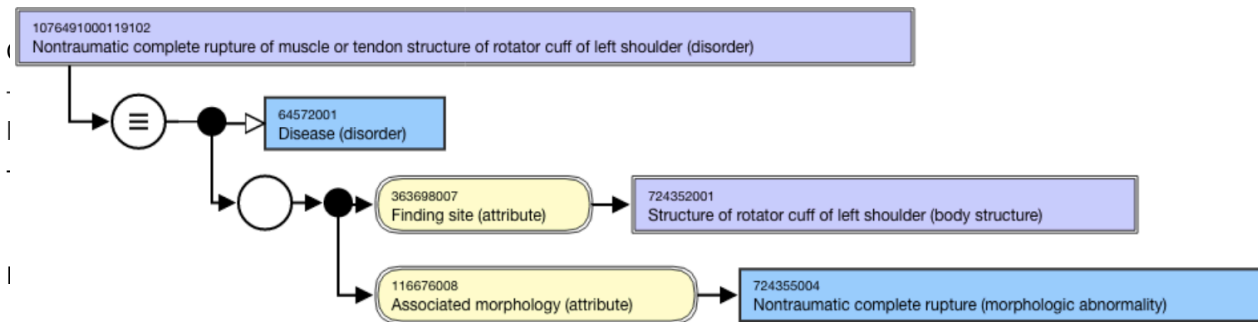 1076491000119102
Nontraumatic complete rupture of muscle or tendon structure of rotator cuff of left shoulder (disorder)
64572001
Disease (disorder)
363698007
Finding site (attribute)
724352001
Structure of rotator cuff of left shoulder (body structure)
116676008
Associated morphology (attribute)
724355004
Nontraumatic complete rupture (morphologic abnormality)